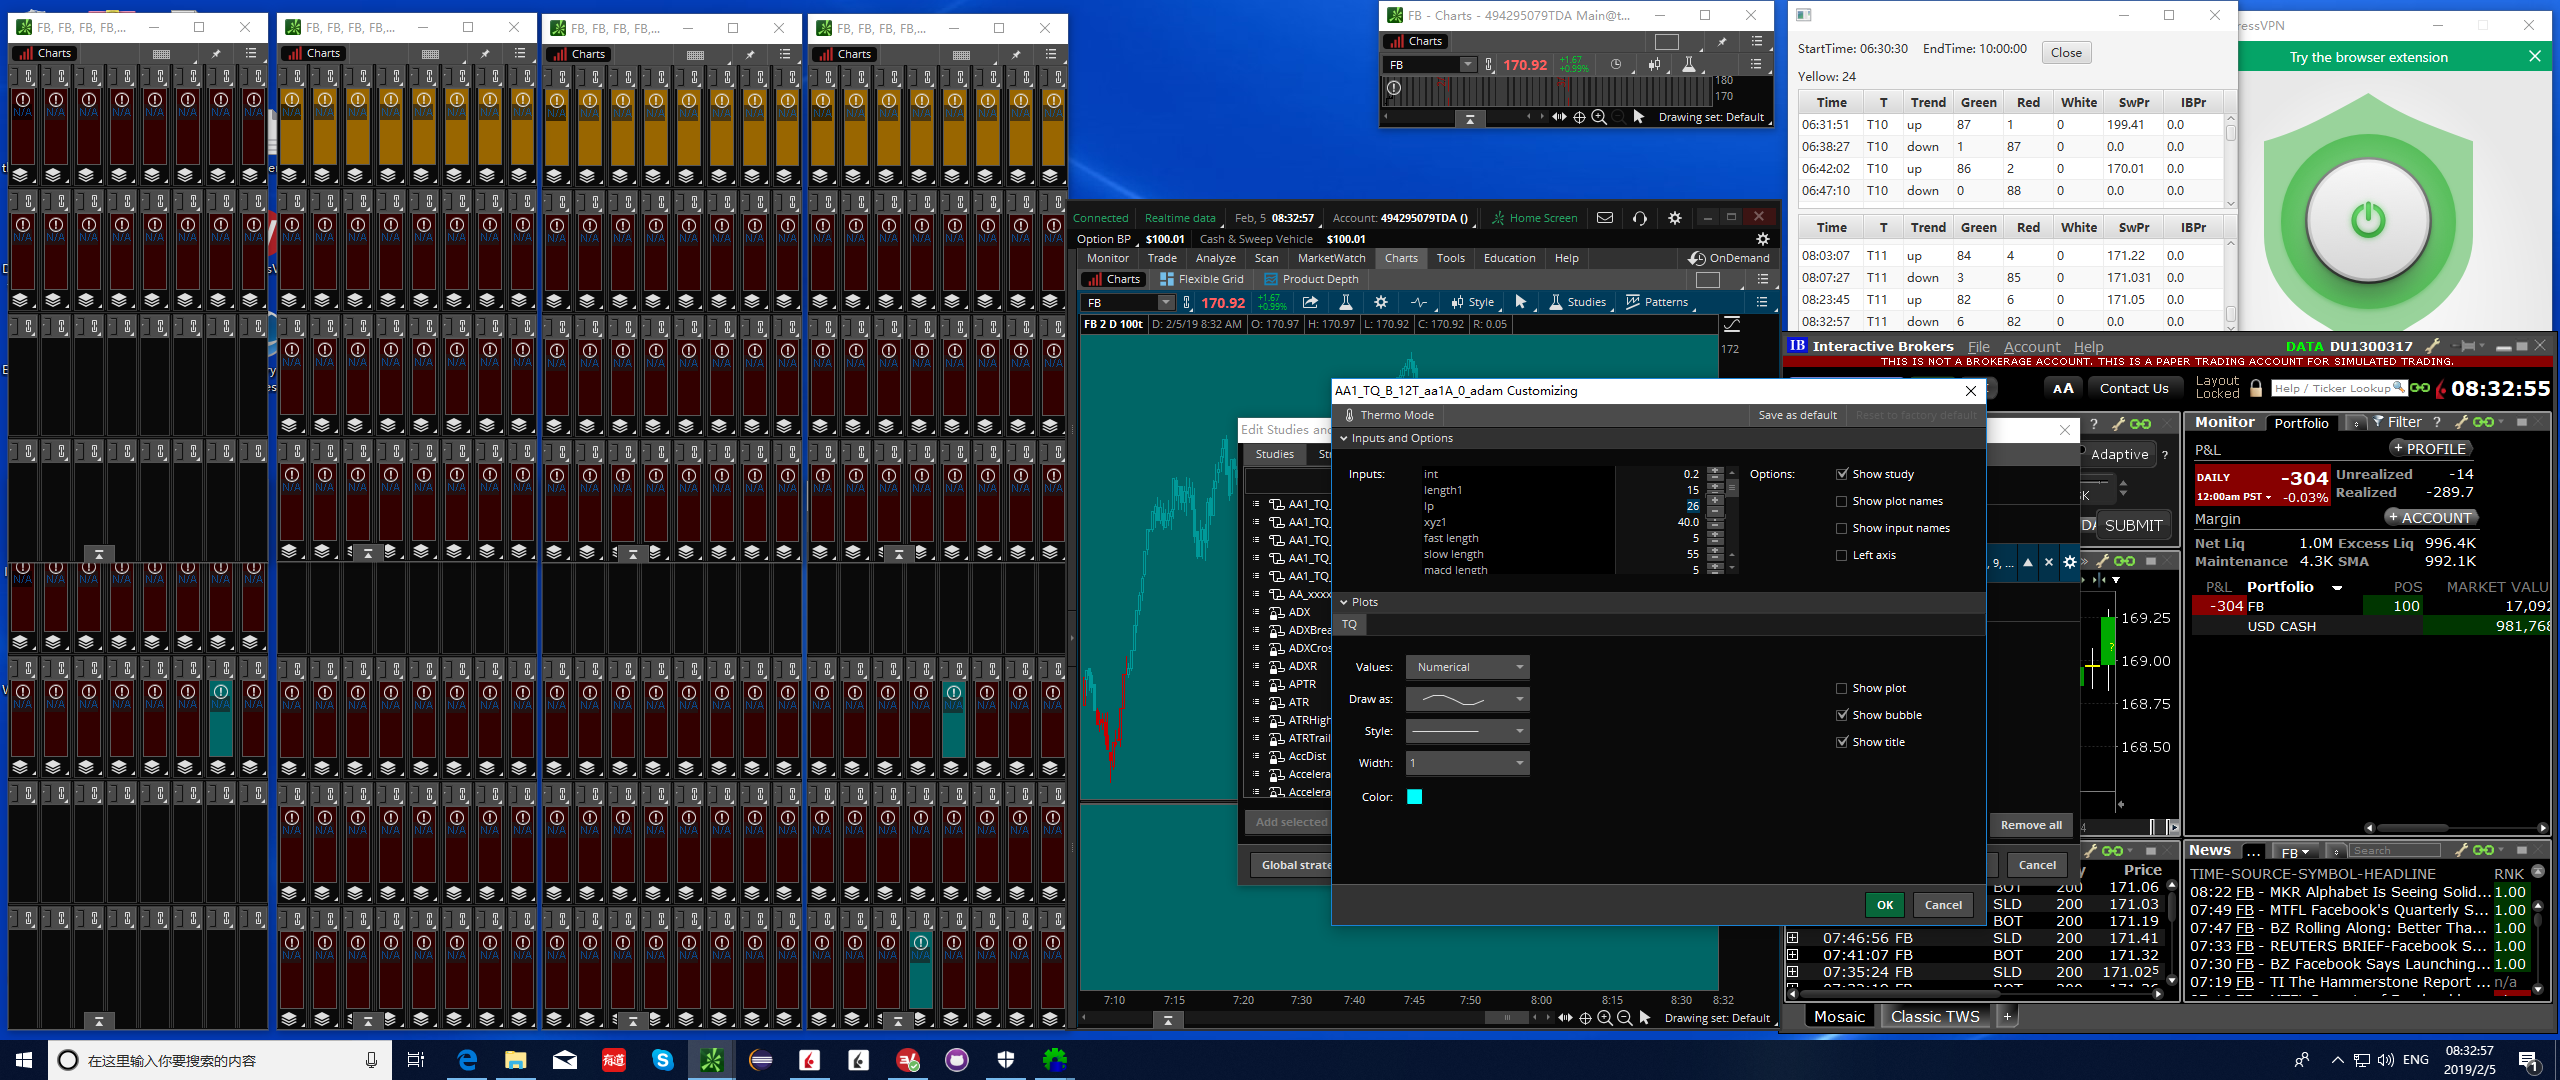 FB, FB, FB, FB,...
Charts
FB, FB, FB, FB,...
Charts
FB, FB, FB, FB,...
Charts
FB, FB, FB, FB,...
Charts
N/A
FB - Charts - 494295079TDA Main@t...
Charts
FB 170.92 +1.67 +0.99%
180
170
Drawing set: Default
StartTime: 06:30:30 EndTime: 10:00:00 Close
Yellow: 24
Time T Trend Green Red White SwPr IBPr
06:31:51 T10 up 87 1 0 199.41 0.0
06:38:27 T10 down 1 87 0 0.0 0.0
06:42:02 T10 up 86 2 0 170.01 0.0
06:47:10 T10 down 0 88 0 0.0 0.0
Time T Trend Green Red White SwPr IBPr
08:03:07 T11 up 84 4 0 171.22 0.0
08:07:27 T11 down 3 85 0 171.031 0.0
08:23:45 T11 up 82 6 0 171.05 0.0
08:32:57 T11 down 6 82 0 0.0 0.0
ressVPN
Try the browser extension
Connected Realtime data Feb, 5 08:32:57 Account: 494295079TDA () Home Screen
Option BP $100.01 Cash & Sweep Vehicle $100.01
Monitor Trade Analyze Scan MarketWatch Charts Tools Education Help OnDemand
Charts Flexible Grid Product Depth
FB 170.92 +1.67 +0.99% Style Studies Patterns
FB 2 D 100t D: 2/5/19 8:32 AM O: 170.97 H: 170.97 L: 170.92 C: 170.92 R: 0.05
172
7:10 7:15 7:20 7:30 7:40 7:45 7:50 8:00 8:15 8:30 8:32
Drawing set: Default
Edit Studies and
Studies St
AA1_TQ_
AA1_TQ_
AA1_TQ_
AA1_TQ_
AA1_TQ_
AA_xxxx
ADX
ADXBrea
ADXCros
ADXR
APTR
ATR
ATRHigh
ATRTrail
AccDist
Accelera
Accelera
Add selected
Global strate
, 9, ...
Remove all
Cancel
AA1_TQ_B_12T_aa1A_0_adam Customizing
Thermo Mode Save as default Reset to factory default
Inputs and Options
Inputs:
int 0.2
length1 15
lp 26
xyz1 40.0
fast length 5
slow length 55
macd length 5
Options:
Show study
Show plot names
Show input names
Left axis
Plots
TQ
Values: Numerical
Draw as:
Style:
Width: 1
Color:
Show plot
Show bubble
Show title
OK Cancel
IB Interactive Brokers File Account Help DATA DU1300317
THIS IS NOT A BROKERAGE ACCOUNT. THIS IS A PAPER TRADING ACCOUNT FOR SIMULATED TRADING.
AA Contact Us Layout Locked Help / Ticker Lookup 08:32:55
Adaptive ?
SUBMIT
169.25
169.00
168.75
168.50
Monitor Portfolio Filter ?
P&L + PROFILE
DAILY -304 Unrealized -14
12:00am PST -0.03% Realized -289.7
Margin + ACCOUNT
Net Liq 1.0M Excess Liq 996.4K
Maintenance 4.3K SMA 992.1K
P&L Portfolio POS MARKET VALU
-304 FB 100 17,092
USD CASH 981,768
Price
BOT 200 171.06
SLD 200 171.03
BOT 200 171.19
07:46:56 FB SLD 200 171.41
07:41:07 FB BOT 200 171.32
07:35:24 FB SLD 200 171.025
News ... FB Search
TIME-SOURCE-SYMBOL-HEADLINE RNK
08:22 FB - MKR Alphabet Is Seeing Solid... 1.00
07:49 FB - MTFL Facebook's Quarterly S... 1.00
07:47 FB - BZ Rolling Along: Better Tha... 1.00
07:33 FB - REUTERS BRIEF-Facebook S... 1.00
07:30 FB - BZ Facebook Says Launching... 1.00
07:19 FB - TI The Hammerstone Report ... n/a
Mosaic Classic TWS +
在这里输入你要搜索的内容
有道
ENG
08:32:57
2019/2/5